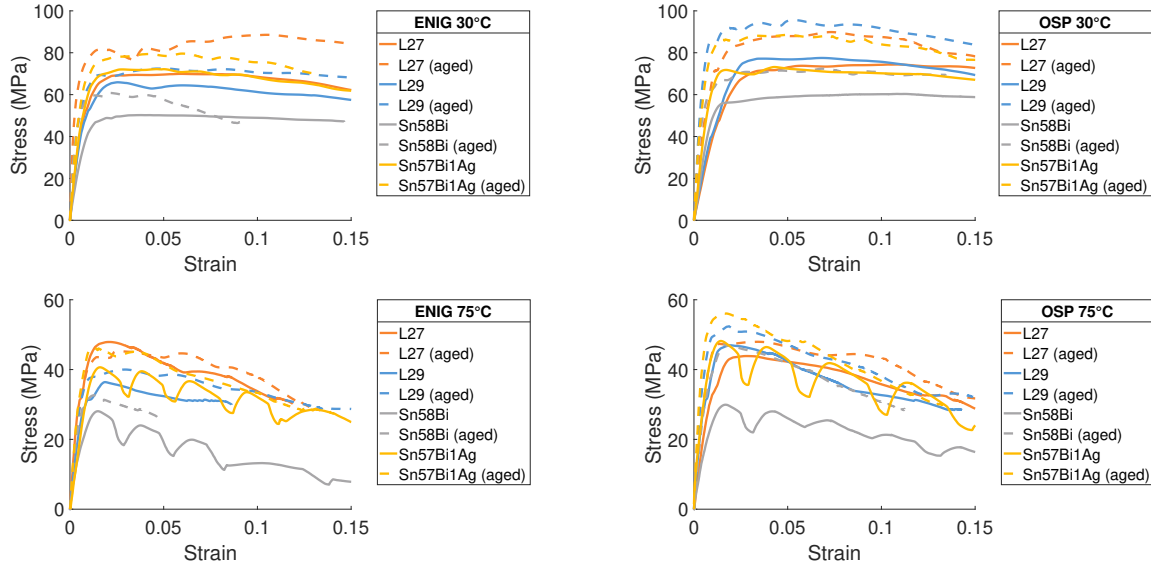 ENIG 30°C
L27
L27 (aged)
L29
L29 (aged)
Sn58Bi
Sn58Bi (aged)
Sn57Bi1Ag
Sn57Bi1Ag (aged)
Stress (MPa)
100
80
60
40
20
0
0
0.05
0.1
0.15
Strain
OSP 30°C
L27
L27 (aged)
L29
L29 (aged)
Sn58Bi
Sn58Bi (aged)
Sn57Bi1Ag
Sn57Bi1Ag (aged)
Stress (MPa)
100
80
60
40
20
0
0
0.05
0.1
0.15
Strain
ENIG 75°C
L27
L27 (aged)
L29
L29 (aged)
Sn58Bi
Sn58Bi (aged)
Sn57Bi1Ag
Sn57Bi1Ag (aged)
Stress (MPa)
60
40
20
0
0
0.05
0.1
0.15
Strain
OSP 75°C
L27
L27 (aged)
L29
L29 (aged)
Sn58Bi
Sn58Bi (aged)
Sn57Bi1Ag
Sn57Bi1Ag (aged)
Stress (MPa)
60
40
20
0
0
0.05
0.1
0.15
Strain